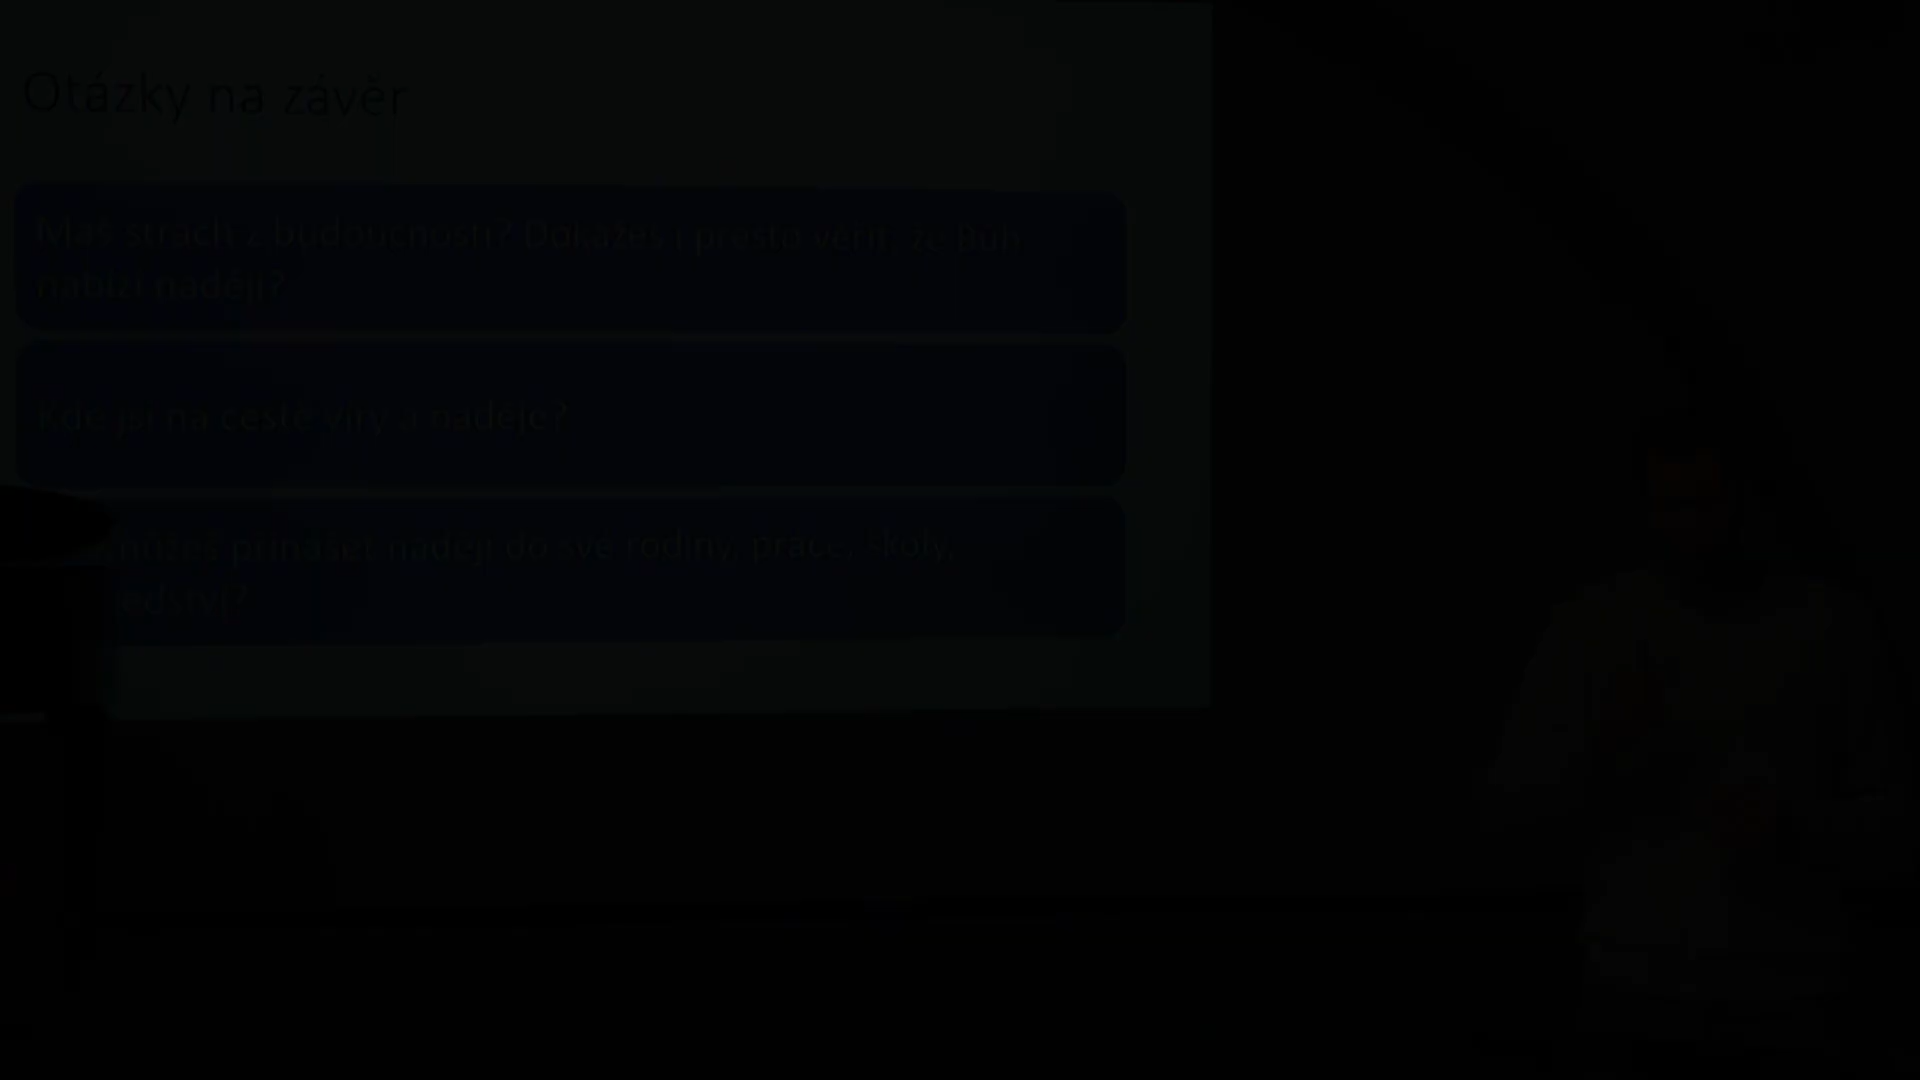 Otázky na závěr
Máš strach z budoucnosti? Dokážeš i přesto věřit, že Bůh
nabízí naději?
Kde jsi na cestě víry a naděje?
můžeš přinášet naději do své rodiny, práce, školy,